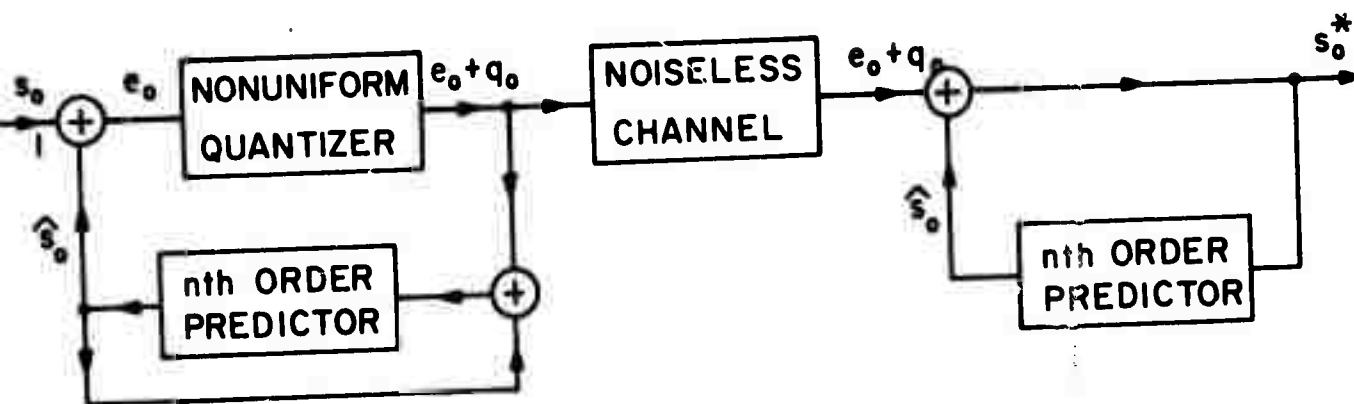 s₀
e₀
NONUNIFORM
QUANTIZER
e₀+q₀
NOISELESS
CHANNEL
e₀+q₀
s₀*
ŝ₀
nth ORDER
PREDICTOR
+
+
+
ŝ₀
nth ORDER
PREDICTOR